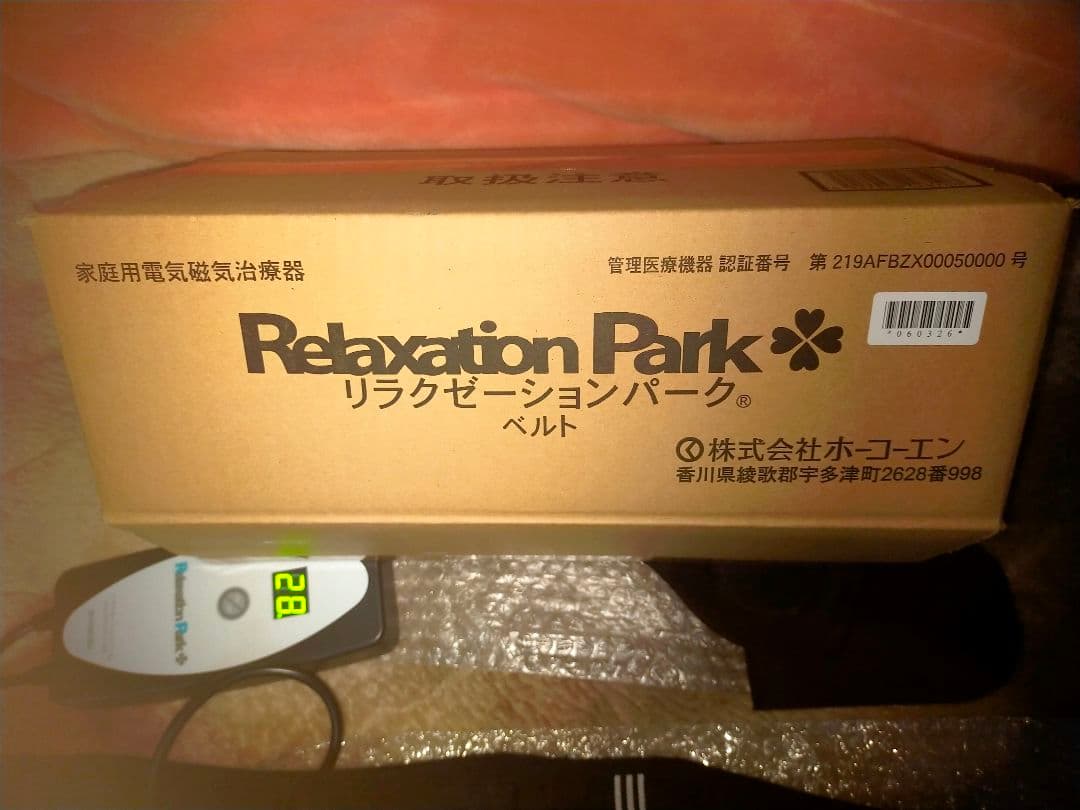 取扱注意
家庭用電気磁気治療器
管理医療機器 認証番号 第 219AFBZX00050000 号
Relaxation Park
リラクゼーションパーク®
ベルト
*060326*
株式会社ホーコーエン
香川県綾歌郡宇多津町2628番998
Relaxation Park
28